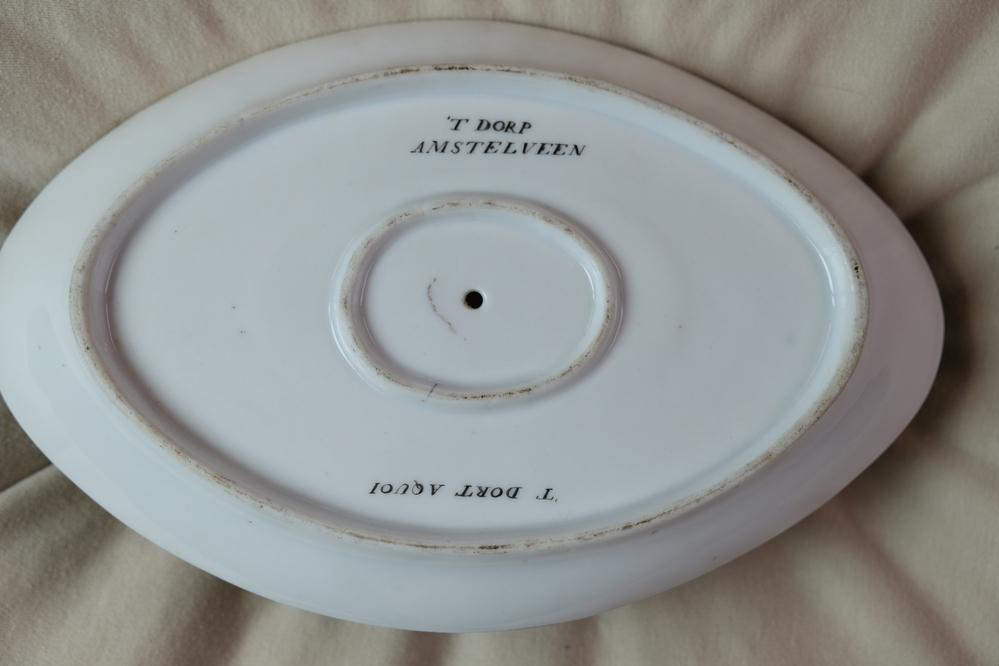 'T DORP
AMSTELVEEN
'T DORT AQUOI